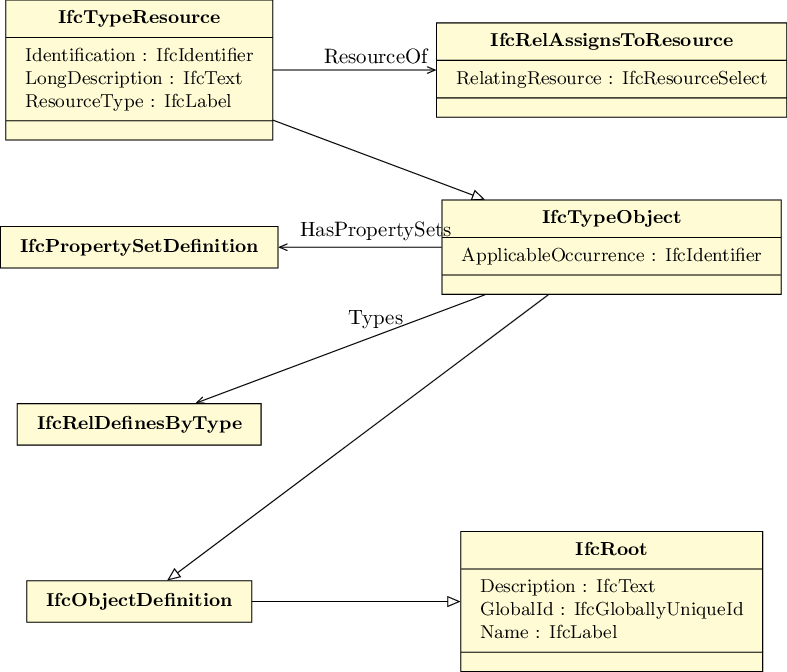 IfcTypeResource
Identification : IfcIdentifier
LongDescription : IfcText
ResourceType : IfcLabel
ResourceOf
IfcRelAssignsToResource
RelatingResource : IfcResourceSelect
IfcTypeObject
ApplicableOccurrence : IfcIdentifier
HasPropertySets
IfcPropertySetDefinition
Types
IfcRelDefinesByType
IfcObjectDefinition
IfcRoot
Description : IfcText
GlobalId : IfcGloballyUniqueId
Name : IfcLabel